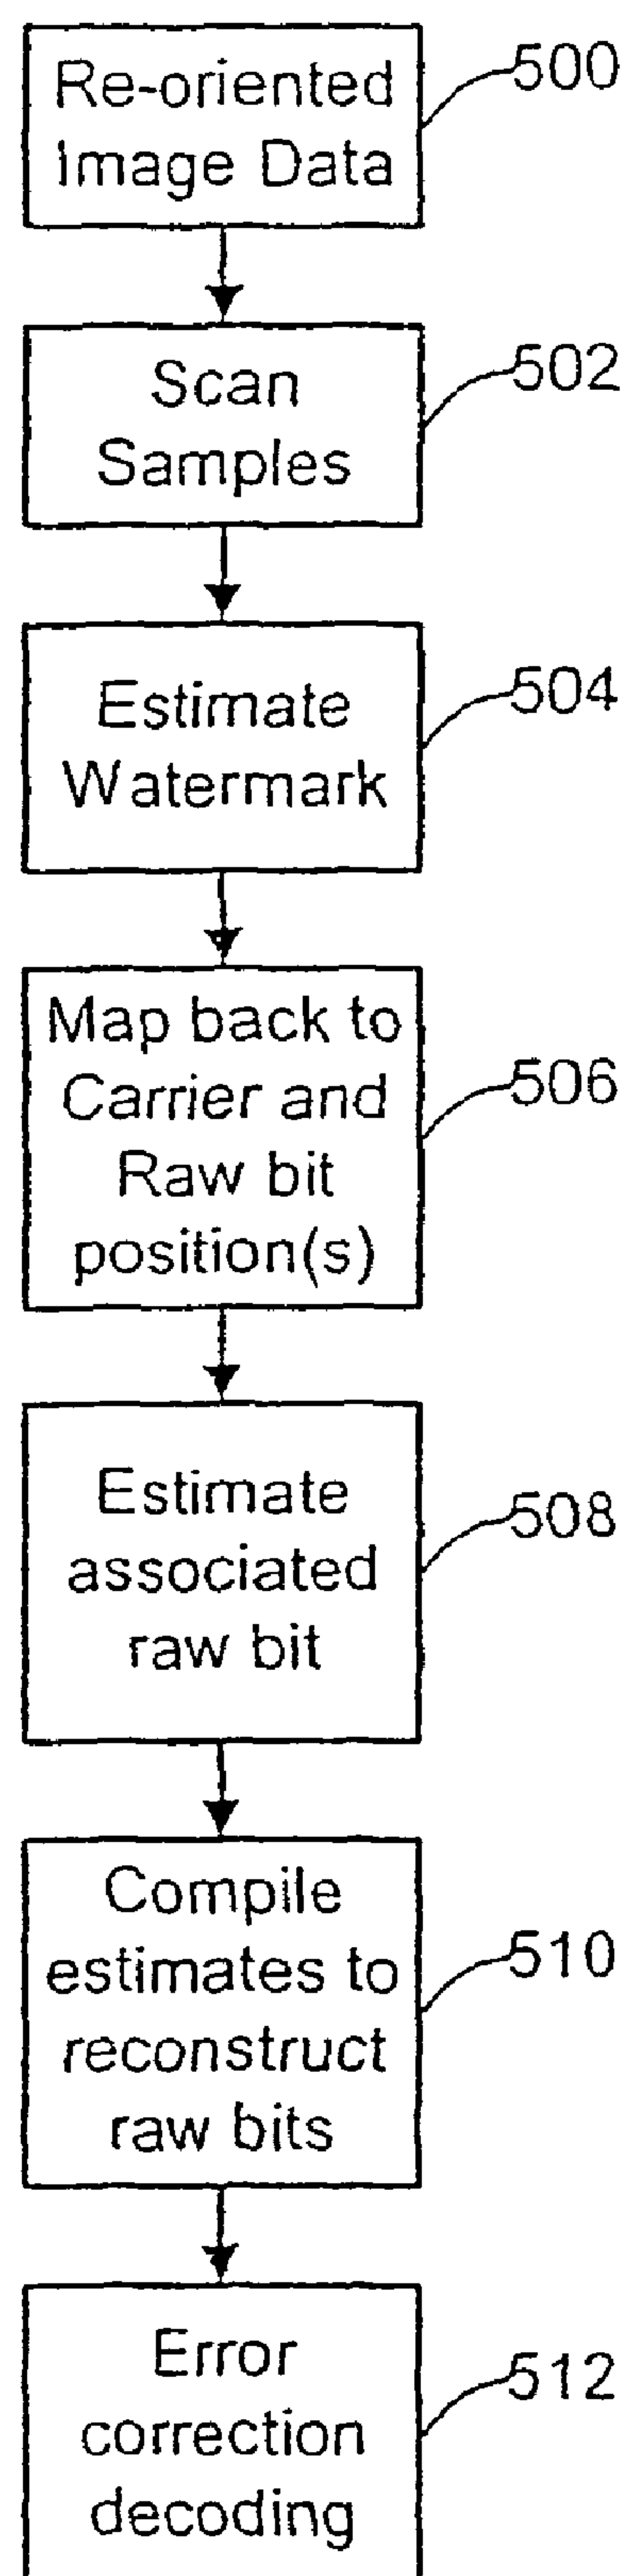 Re-oriented
Image Data
500
Scan
Samples
502
Estimate
Watermark
504
Map back to
Carrier and
Raw bit
position(s)
506
Estimate
associated
raw bit
508
Compile
estimates to
reconstruct
raw bits
510
Error
correction
decoding
512